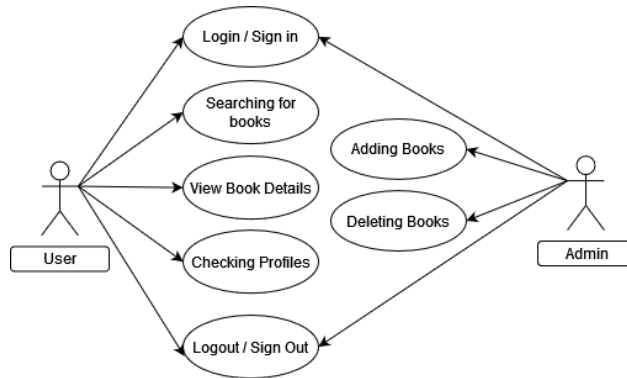 Login / Sign in
Searching for
books
Adding Books
View Book Details
Deleting Books
User
Admin
Checking Profiles
Logout / Sign Out